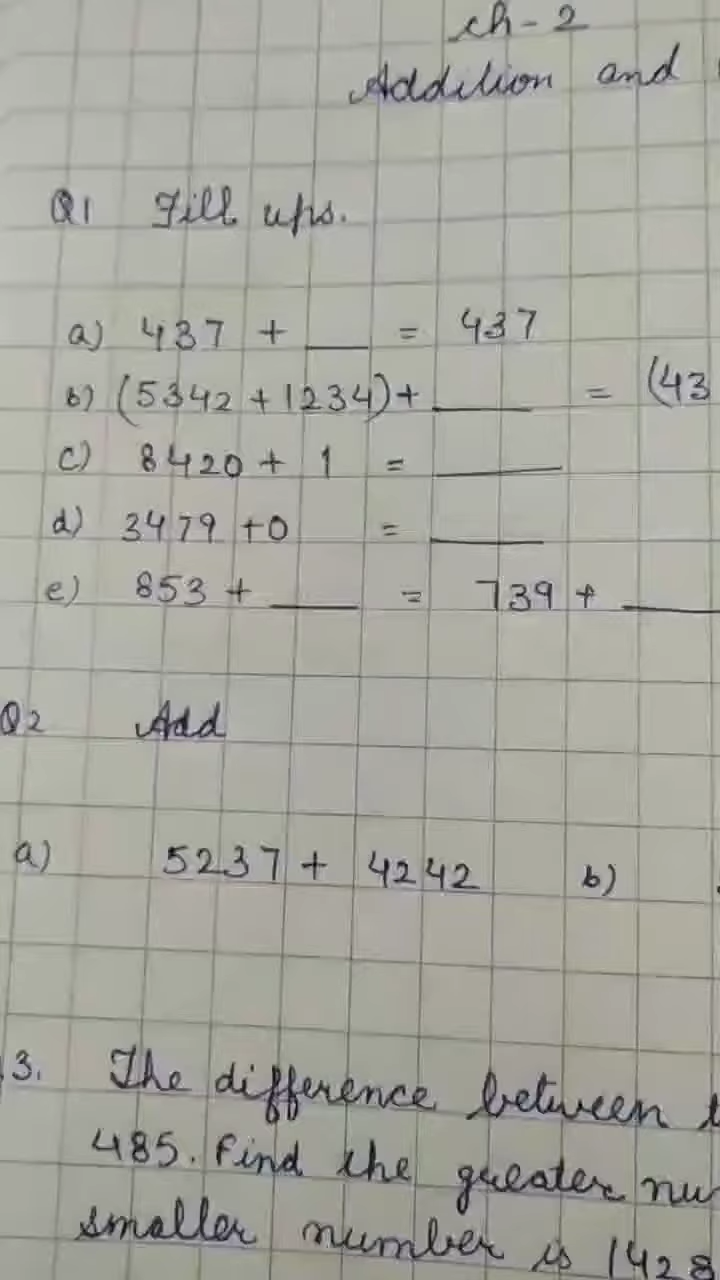 ch-2
Addition and
Q1 Fill ups.
a) 437 + ___ = 437
b) (5342 + 1234) + ___ = (43
c) 8420 + 1 = ___
d) 3479 + 0 = ___
e) 853 + ___ = 739 + ___
Q2 Add
a) 5237 + 4242 b)
3. The difference between
485. Find the greater nu
smaller number is 1428